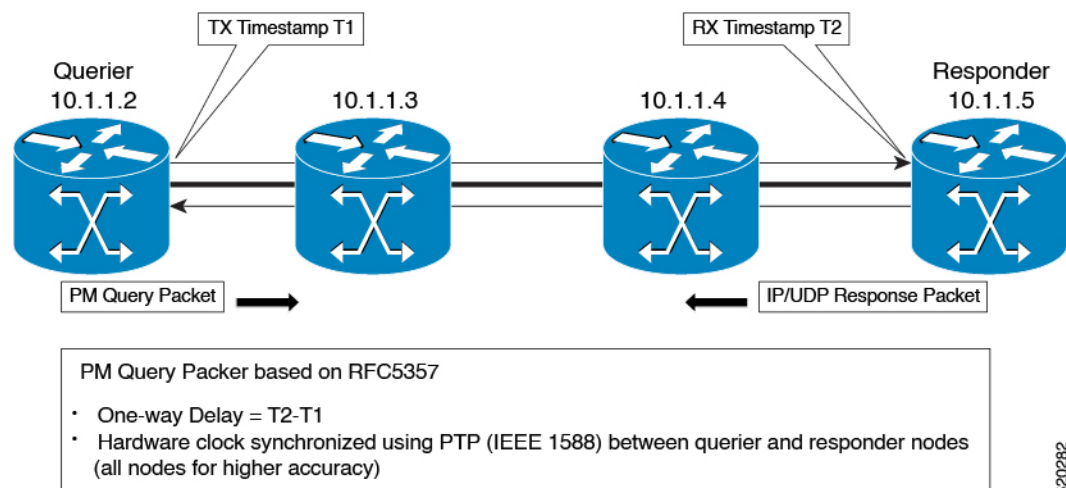 TX Timestamp T1
RX Timestamp T2
Querier
10.1.1.2
10.1.1.3
10.1.1.4
Responder
10.1.1.5
PM Query Packet
IP/UDP Response Packet
PM Query Packer based on RFC5357
· One-way Delay = T2-T1
· Hardware clock synchronized using PTP (IEEE 1588) between querier and responder nodes
(all nodes for higher accuracy)